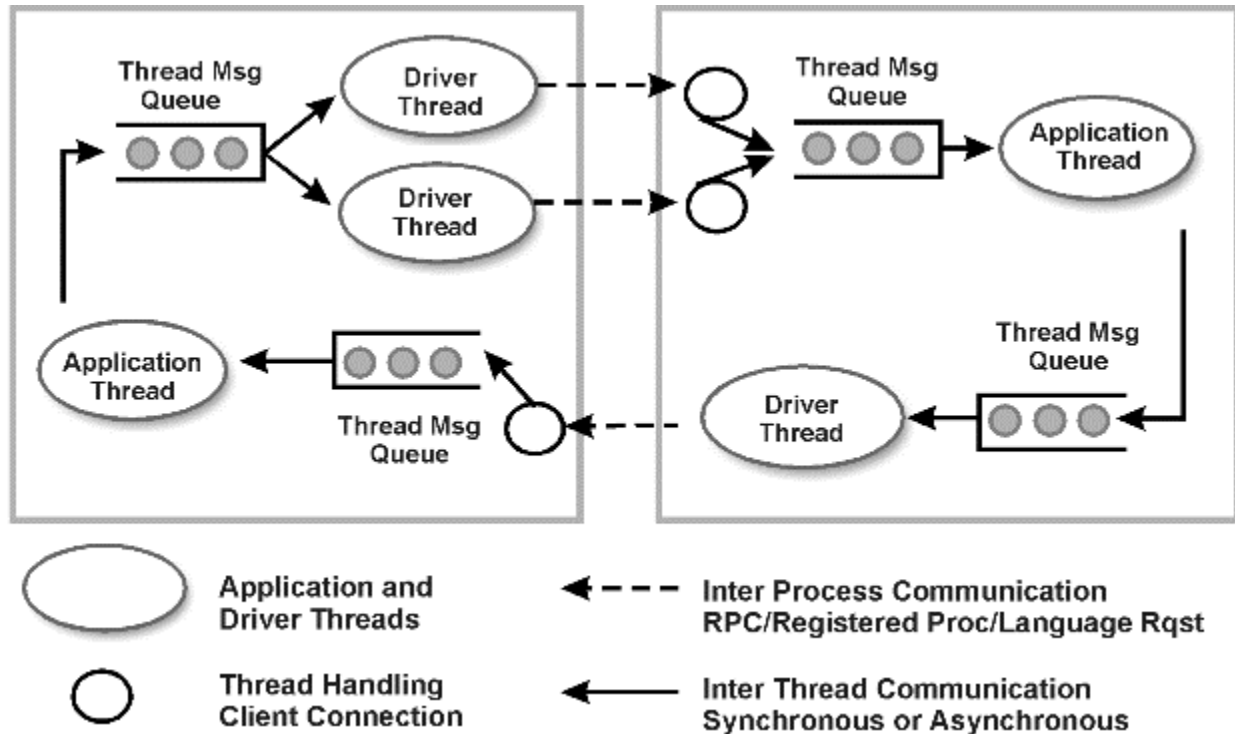 Thread Msg
Queue
Driver
Thread
Driver
Thread
Application
Thread
Thread Msg
Queue
Thread Msg
Queue
Application
Thread
Thread Msg
Queue
Driver
Thread
Application and
Driver Threads
Inter Process Communication
RPC/Registered Proc/Language Rqst
Thread Handling
Client Connection
Inter Thread Communication
Synchronous or Asynchronous